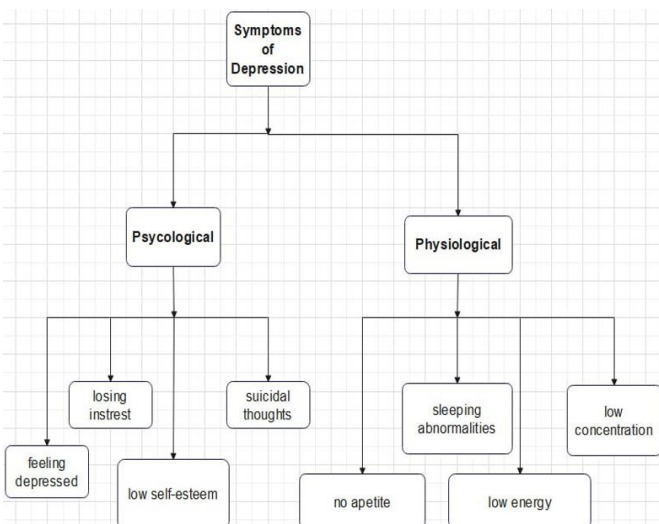 Symptoms
of
Depression
Psycological
Physiological
losing
instrest
suicidal
thoughts
sleeping
abnormalities
low
concentration
feeling
depressed
low self-esteem
no apetite
low energy